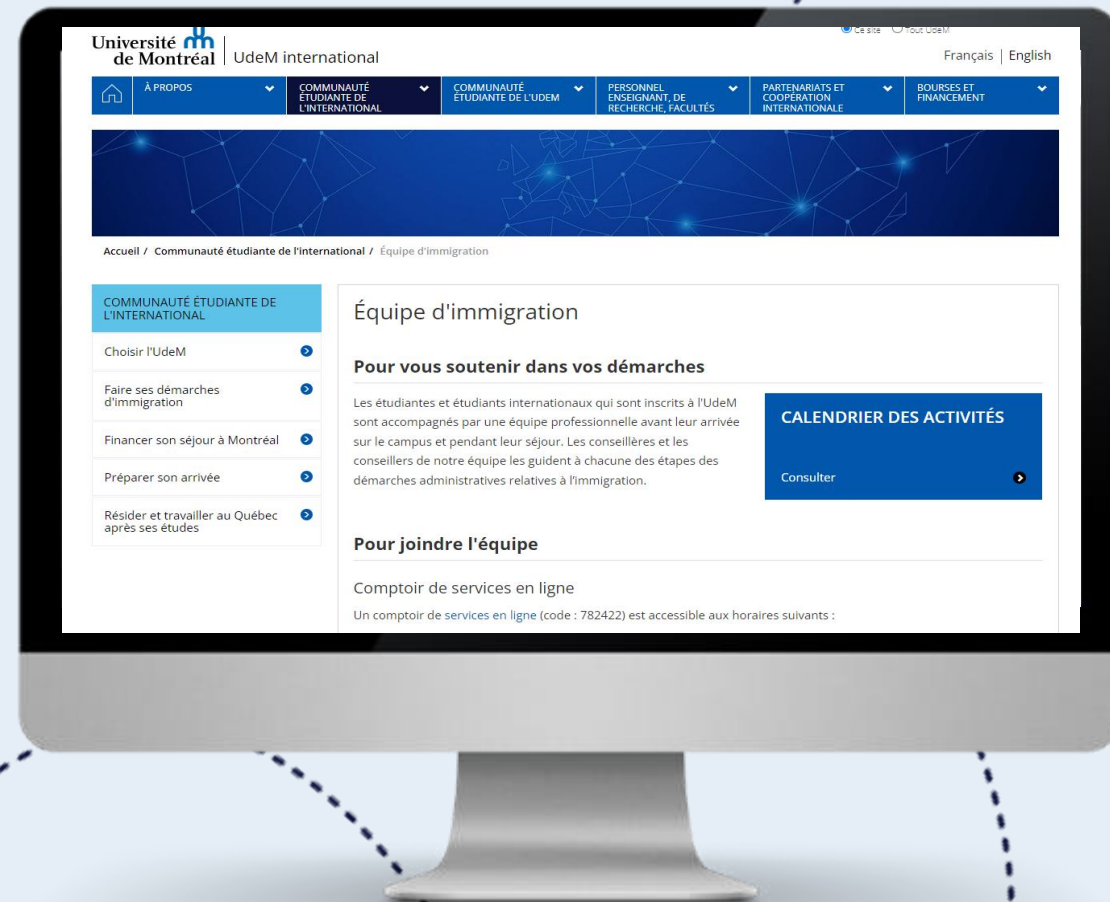 Ce site Tout UdeM
Université
de Montréal
UdeM international
Français | English
À PROPOS
COMMUNAUTÉ
ÉTUDIANTE DE
L'INTERNATIONAL
COMMUNAUTÉ
ÉTUDIANTE DE L'UDEM
PERSONNEL
ENSEIGNANT, DE
RECHERCHE, FACULTÉS
PARTENARIATS ET
COOPÉRATION
INTERNATIONALE
BOURSES ET
FINANCEMENT
Accueil / Communauté étudiante de l'international / Équipe d'immigration
COMMUNAUTÉ ÉTUDIANTE DE
L'INTERNATIONAL
Choisir l'UdeM
Faire ses démarches
d'immigration
Financer son séjour à Montréal
Préparer son arrivée
Résider et travailler au Québec
après ses études
Équipe d'immigration
Pour vous soutenir dans vos démarches
Les étudiantes et étudiants internationaux qui sont inscrits à l'UdeM
sont accompagnés par une équipe professionnelle avant leur arrivée
sur le campus et pendant leur séjour. Les conseillères et les
conseillers de notre équipe les guident à chacune des étapes des
démarches administratives relatives à l'immigration.
CALENDRIER DES ACTIVITÉS
Consulter
Pour joindre l'équipe
Comptoir de services en ligne
Un comptoir de services en ligne (code : 782422) est accessible aux horaires suivants :